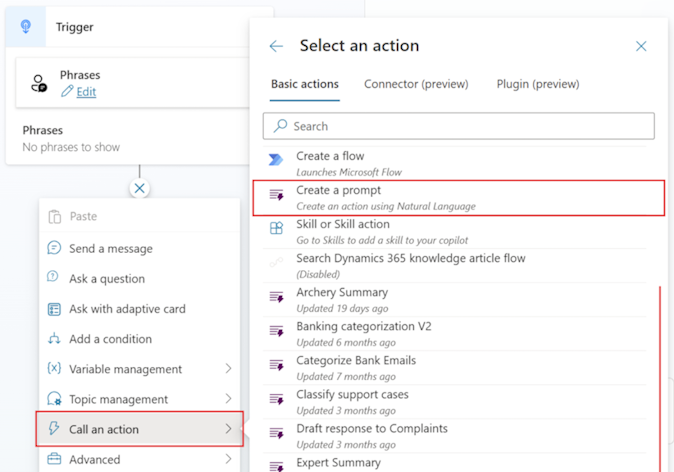 Trigger
Phrases
Edit
Phrases
No phrases to show
Paste
Send a message
Ask a question
Ask with adaptive card
Add a condition
Variable management
Topic management
Call an action
Advanced
Select an action
Basic actions
Connector (preview)
Plugin (preview)
Search
Create a flow
Launches Microsoft Flow
Create a prompt
Create an action using Natural Language
Skill or Skill action
Go to Skills to add a skill to your copilot
Search Dynamics 365 knowledge article flow
(Disabled)
Archery Summary
Updated 19 days ago
Banking categorization V2
Updated 6 months ago
Categorize Bank Emails
Updated 7 months ago
Classify support cases
Updated 3 months ago
Draft response to Complaints
Updated 3 months ago
Expert Summary